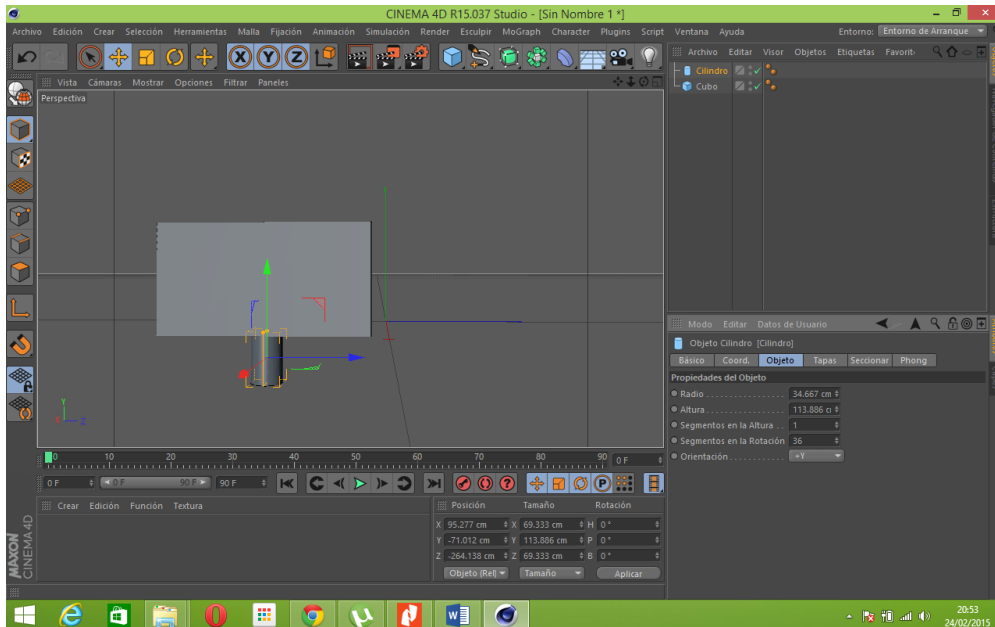 CINEMA 4D R15.037 Studio - [Sin Nombre 1 *]
Archivo Edición Crear Selección Herramientas Malla Fijación Animación Simulación Render Esculpir MoGraph Character Plugins Script Ventana Ayuda Entorno: Entorno de Arranque
Archivo Editar Visor Objetos Etiquetas Favorit
Vista Cámaras Mostrar Opciones Filtrar Paneles
Perspectiva
Cilindro
Cubo
X Y Z
Y
Z
Modo Editar Datos de Usuario
Objeto Cilindro [Cilindro]
Básico Coord. Objeto Tapas Seccionar Phong
Propiedades del Objeto
Radio 34.667 cm
Altura 113.886 c
Segmentos en la Altura 1
Segmentos en la Rotación 36
Orientación +Y
0 10 20 30 40 50 60 70 80 90 0 F
0 F 0 F 90 F 90 F
Crear Edición Función Textura
Posición Tamaño Rotación
X 95.277 cm X 69.333 cm H 0 °
Y -71.012 cm Y 113.886 cm P 0 °
Z -264.138 cm Z 69.333 cm B 0 °
Objeto (Rel) Tamaño Aplicar
MAXON
CINEMA 4D
20:53
24/02/2015